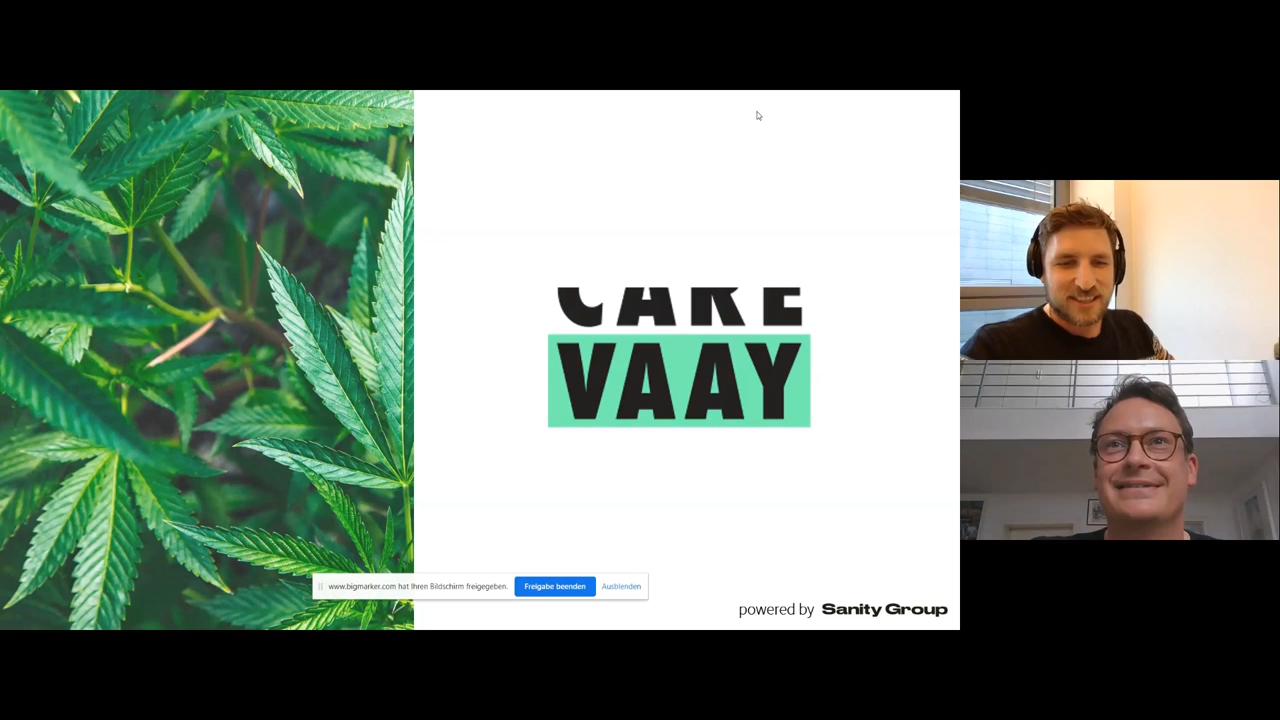 CARE
VAAY
www.bigmarker.com hat Ihren Bildschirm freigegeben. Freigabe beenden Ausblenden
powered by Sanity Group